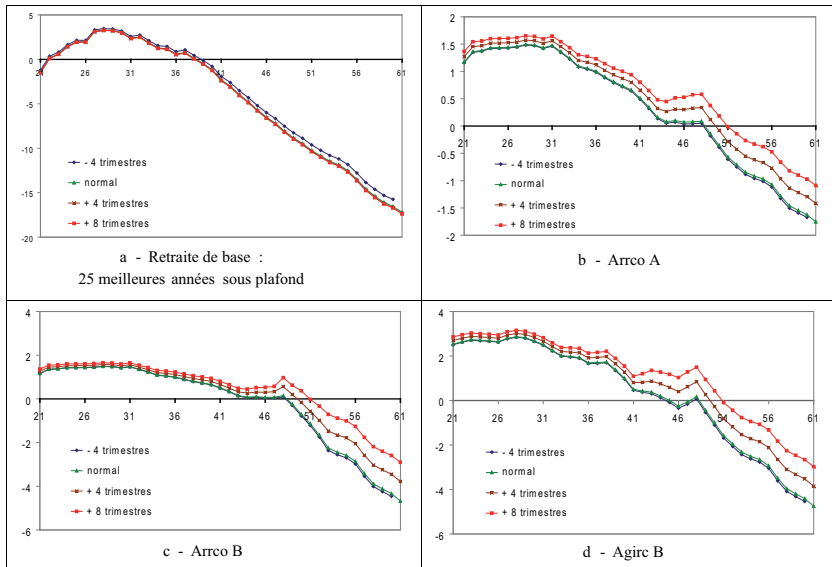 5
0
-5
-10
-15
-20
21 26 31 36 41 46 51 56 61
- 4 trimestres
normal
+ 4 trimestres
+ 8 trimestres
a - Retraite de base :
25 meilleures années sous plafond
2
1.5
1
0.5
0
-0.5
-1
-1.5
-2
21 26 31 36 41 46 51 56 61
- 4 trimestres
normal
+ 4 trimestres
+ 8 trimestres
b - Arrco A
4
2
0
-2
-4
-6
21 26 31 36 41 46 51 56 61
- 4 trimestres
normal
+ 4 trimestres
+ 8 trimestres
c - Arrco B
4
2
0
-2
-4
-6
21 26 31 36 41 46 51 56 61
- 4 trimestres
normal
+ 4 trimestres
+ 8 trimestres
d - Agirc B